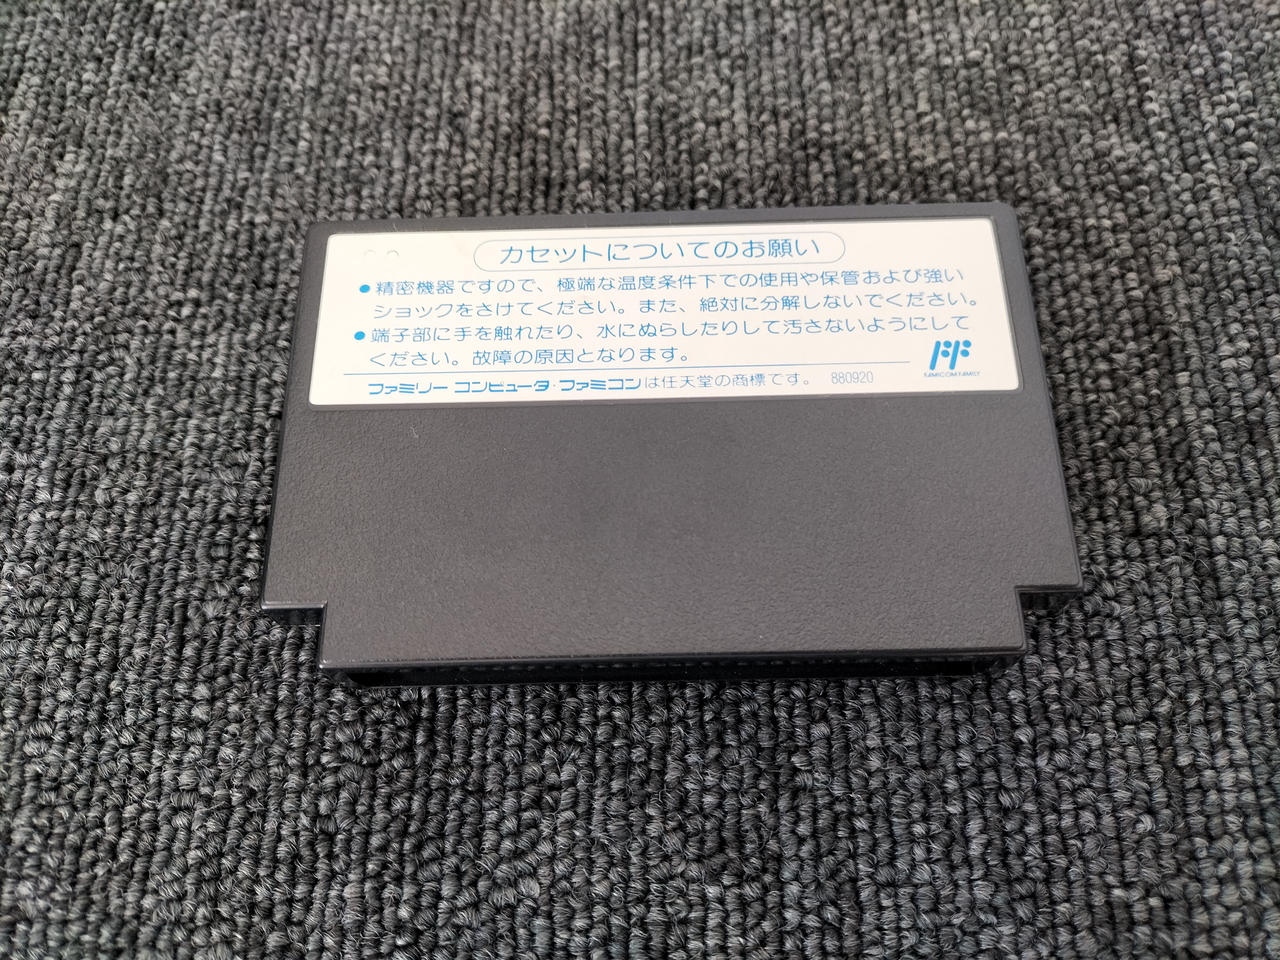 カセットについてのお願い
●精密機器ですので、極端な温度条件下での使用や保管および強い
ショックをさけてください。また、絶対に分解しないでください。
●端子部に手を触れたり、水にぬらしたりして汚さないようにして
ください。故障の原因となります。
ファミリー コンピュータ・ファミコンは任天堂の商標です。 880920
FAMICOM FAMILY